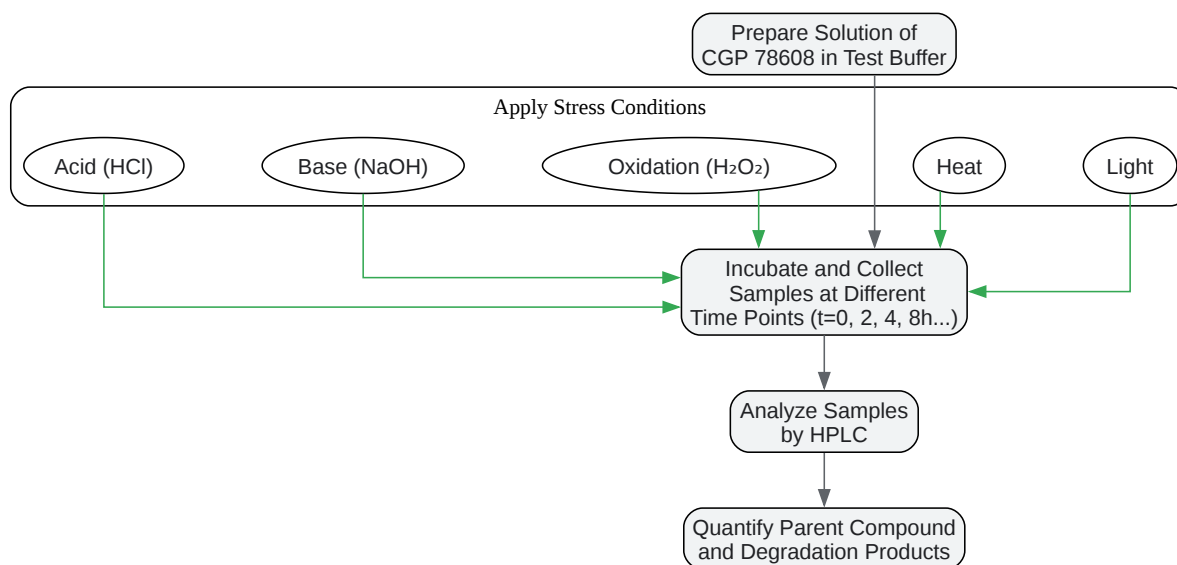 Prepare Solution of
CGP 78608 in Test Buffer
Apply Stress Conditions
Acid (HCl)
Base (NaOH)
Oxidation (H₂O₂)
Heat
Light
Incubate and Collect
Samples at Different
Time Points (t=0, 2, 4, 8h...)
Analyze Samples
by HPLC
Quantify Parent Compound
and Degradation Products